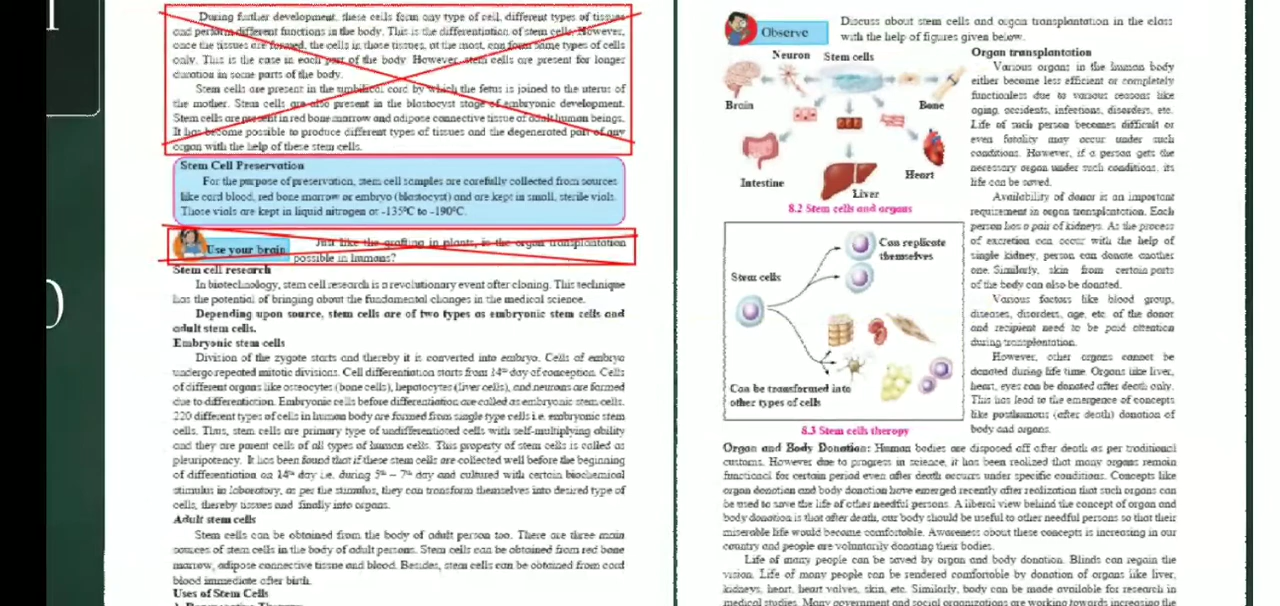 During further development, these cells form any type of cell, different types of tissues
and perform different functions in the body. This is the differentiation of stem cells. However,
once the tissues are formed, the cells in those tissues, at the most, can form same types of cells
only. This is the case in each part of the body. However, stem cells are present for longer
duration in some parts of the body.
Stem cells are present in the umbilical cord by which the fetus is joined to the uterus of
the mother. Stem cells are also present in the blastocyst stage of embryonic development.
Stem cells are present in red bone marrow and adipose connective tissue of adult human beings.
It has become possible to produce different types of tissues and the degenerated part of any
organ with the help of these stem cells.
Stem Cell Preservation
For the purpose of preservation, stem cell samples are carefully collected from sources
like cord blood, red bone marrow or embryo (blastocyst) and are kept in small, sterile vials.
Those vials are kept in liquid nitrogen at -135°C to -190°C.
Use your brain
Just like the grafting in plants, is the organ transplantation
possible in humans?
Stem cell research
In biotechnology, stem cell research is a revolutionary event after cloning. This technique
has the potential of bringing about the fundamental changes in the medical science.
Depending upon source, stem cells are of two types as embryonic stem cells and
adult stem cells.
Embryonic stem cells
Division of the zygote starts and thereby it is converted into embryo. Cells of embryo
undergo repeated mitotic divisions. Cell differentiation starts from 14th day of conception. Cells
of different organs like osteocytes (bone cells), hepatocytes (liver cells), and neurons are formed
due to differentiation. Embryonic cells before differentiation are called as embryonic stem cells.
220 different types of cells in human body are formed from single type cells i.e. embryonic stem
cells. Thus, stem cells are primary type of undifferentiated cells with self-multiplying ability
and they are parent cells of all types of human cells. This property of stem cells is called as
pleuripotency. It has been found that if these stem cells are collected well before the beginning
of differentiation on 14th day i.e. during 5th – 7th day and cultured with certain biochemical
stimulus in laboratory, as per the stimulus, they can transform themselves into desired type of
cells, thereby tissues and finally into organs.
Adult stem cells
Stem cells can be obtained from the body of adult person too. There are three main
sources of stem cells in the body of adult persons. Stem cells can be obtained from red bone
marrow, adipose connective tissue and blood. Besides, stem cells can be obtained from cord
blood immediate after birth.
Uses of Stem Cells
Observe
Discuss about stem cells and organ transplantation in the class
with the help of figures given below.
Neuron
Stem cells
Brain
Bone
Intestine
Liver
Heart
8.2 Stem cells and organs
Stem cells
Can replicate
themselves
Can be transformed into
other types of cells
8.3 Stem cells therapy
Organ transplantation
Various organs in the human body
either become less efficient or completely
functionless due to various reasons like
aging, accidents, infections, disorders, etc.
Life of such person becomes difficult or
even fatality may occur under such
conditions. However, if a person gets the
necessary organ under such conditions, its
life can be saved.
Availability of donor is an important
requirement in organ transplantation. Each
person has a pair of kidneys. As the process
of excretion can occur with the help of
single kidney, person can donate another
one. Similarly, skin from certain parts
of the body can also be donated.
Various factors like blood group,
diseases, disorders, age, etc. of the donor
and recipient need to be paid attention
during transplantation.
However, other organs cannot be
donated during life time. Organs like liver,
heart, eyes can be donated after death only.
This has lead to the emergence of concepts
like posthumous (after death) donation of
body and organs.
Organ and Body Donation: Human bodies are disposed off after death as per traditional
customs. However due to progress in science, it has been realized that many organs remain
functional for certain period even after death occurs under specific conditions. Concepts like
organ donation and body donation have emerged recently after realization that such organs can
be used to save the life of other needful persons. A liberal view behind the concept of organ and
body donation is that after death, our body should be useful to other needful persons so that their
miserable life would become comfortable. Awareness about these concepts is increasing in our
country and people are voluntarily donating their bodies.
Life of many people can be saved by organ and body donation. Blinds can regain the
vision. Life of many people can be rendered comfortable by donation of organs like liver,
kidneys, heart, heart valves, skin, etc. Similarly, body can be made available for research in
medical studies. Many government and social organizations are working towards increasing the